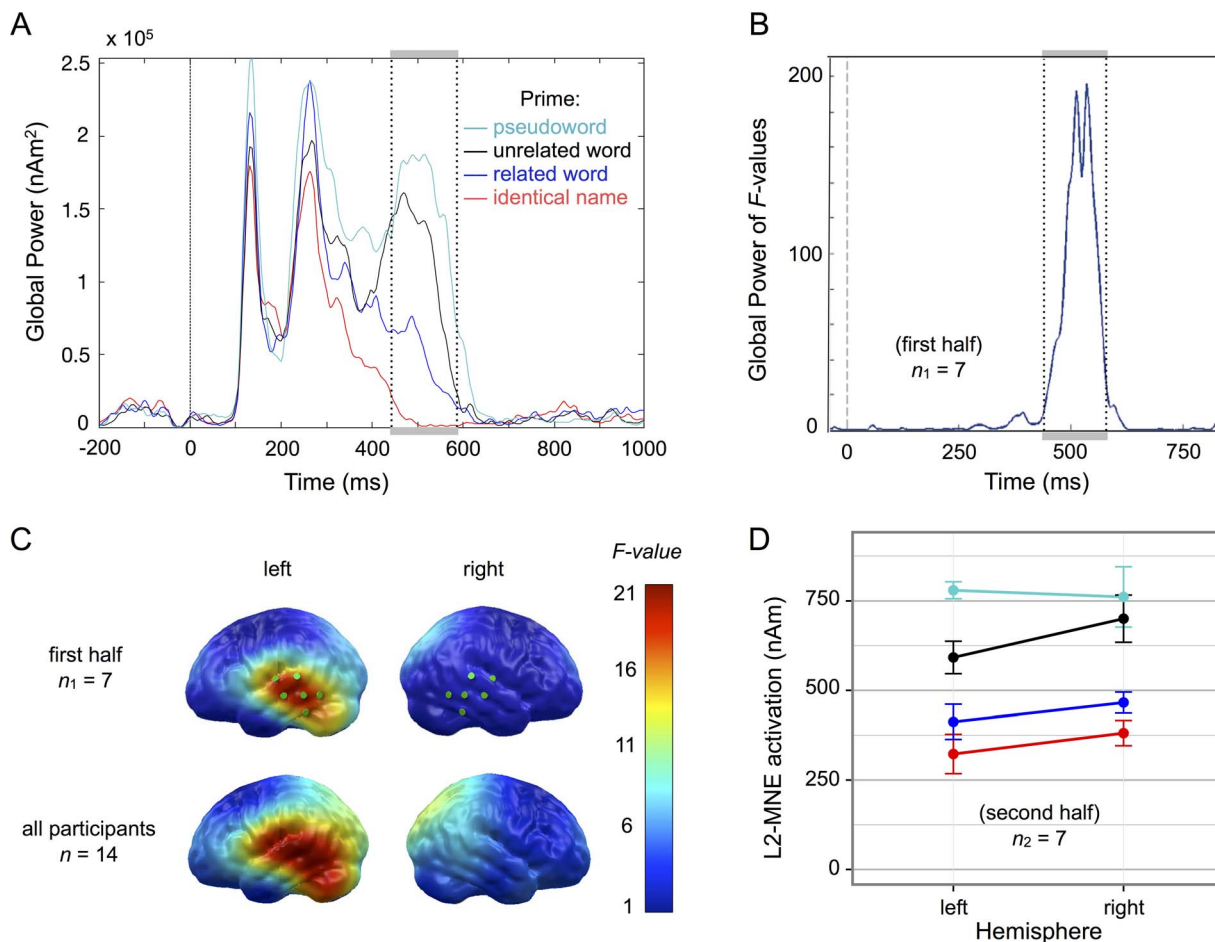 A
x 10⁵
2.5
2
1.5
1
0.5
0
Global Power (nAm²)
Prime:
pseudoword
unrelated word
related word
identical name
-200
0
200
400
600
800
1000
Time (ms)
B
200
100
0
Global Power of F-values
(first half)
n₁ = 7
0
250
500
750
Time (ms)
C
left
right
F-value
first half
n₁ = 7
all participants
n = 14
21
16
11
6
1
D
750
500
250
0
L2-MNE activation (nAm)
(second half)
n₂ = 7
left
right
Hemisphere